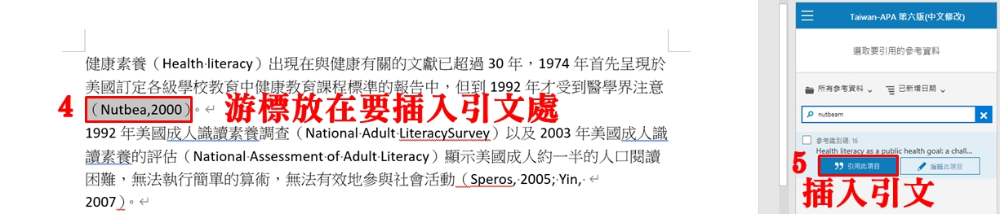 健康素養（Health literacy）出現在與健康有關的文獻已超過 30 年，1974 年首先呈現於
美國訂定各級學校教育中健康教育課程標準的報告中，但到 1992 年才受到醫學界注意
4 （Nutbea,2000）。 游標放在要插入引文處
1992 年美國成人識讀素養調查（National Adult LiteracySurvey）以及 2003 年美國成人識
讀素養的評估（National Assessment of Adult Literacy）顯示美國成人約一半的人口閱讀
困難，無法執行簡單的算術，無法有效地參與社會活動（Speros, 2005; Yin,
2007）。
Taiwan-APA 第六版(中文修改)
選取要引用的參考資料
所有參考資料 已新增日期
nutbeam
參考識別碼: 16
Health literacy as a public health goal: a chall...
5 引用此項目 編輯此項目
插入引文